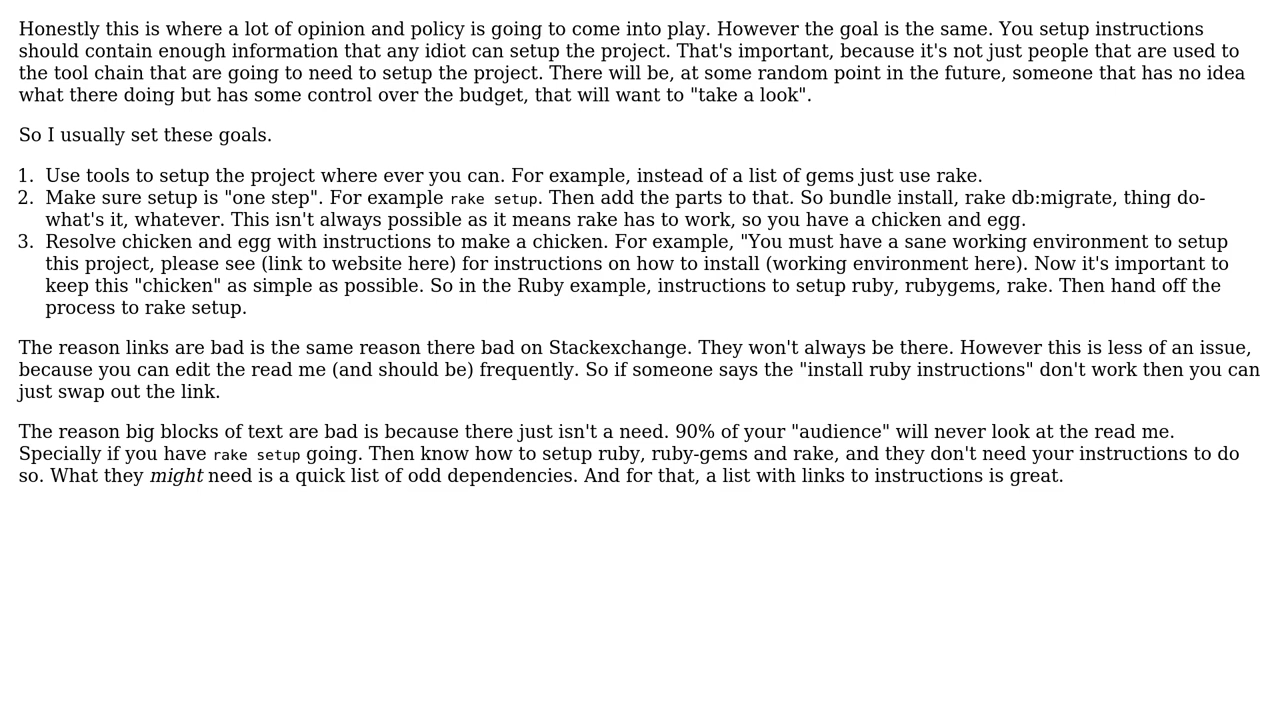 Honestly this is where a lot of opinion and policy is going to come into play. However the goal is the same. You setup instructions
should contain enough information that any idiot can setup the project. That's important, because it's not just people that are used to
the tool chain that are going to need to setup the project. There will be, at some random point in the future, someone that has no idea
what there doing but has some control over the budget, that will want to "take a look".
So I usually set these goals.
1. Use tools to setup the project where ever you can. For example, instead of a list of gems just use rake.
2. Make sure setup is "one step". For example rake setup. Then add the parts to that. So bundle install, rake db:migrate, thing do-
what's it, whatever. This isn't always possible as it means rake has to work, so you have a chicken and egg.
3. Resolve chicken and egg with instructions to make a chicken. For example, "You must have a sane working environment to setup
this project, please see (link to website here) for instructions on how to install (working environment here). Now it's important to
keep this "chicken" as simple as possible. So in the Ruby example, instructions to setup ruby, rubygems, rake. Then hand off the
process to rake setup.
The reason links are bad is the same reason there bad on Stackexchange. They won't always be there. However this is less of an issue,
because you can edit the read me (and should be) frequently. So if someone says the "install ruby instructions" don't work then you can
just swap out the link.
The reason big blocks of text are bad is because there just isn't a need. 90% of your "audience" will never look at the read me.
Specially if you have rake setup going. Then know how to setup ruby, ruby-gems and rake, and they don't need your instructions to do
so. What they might need is a quick list of odd dependencies. And for that, a list with links to instructions is great.